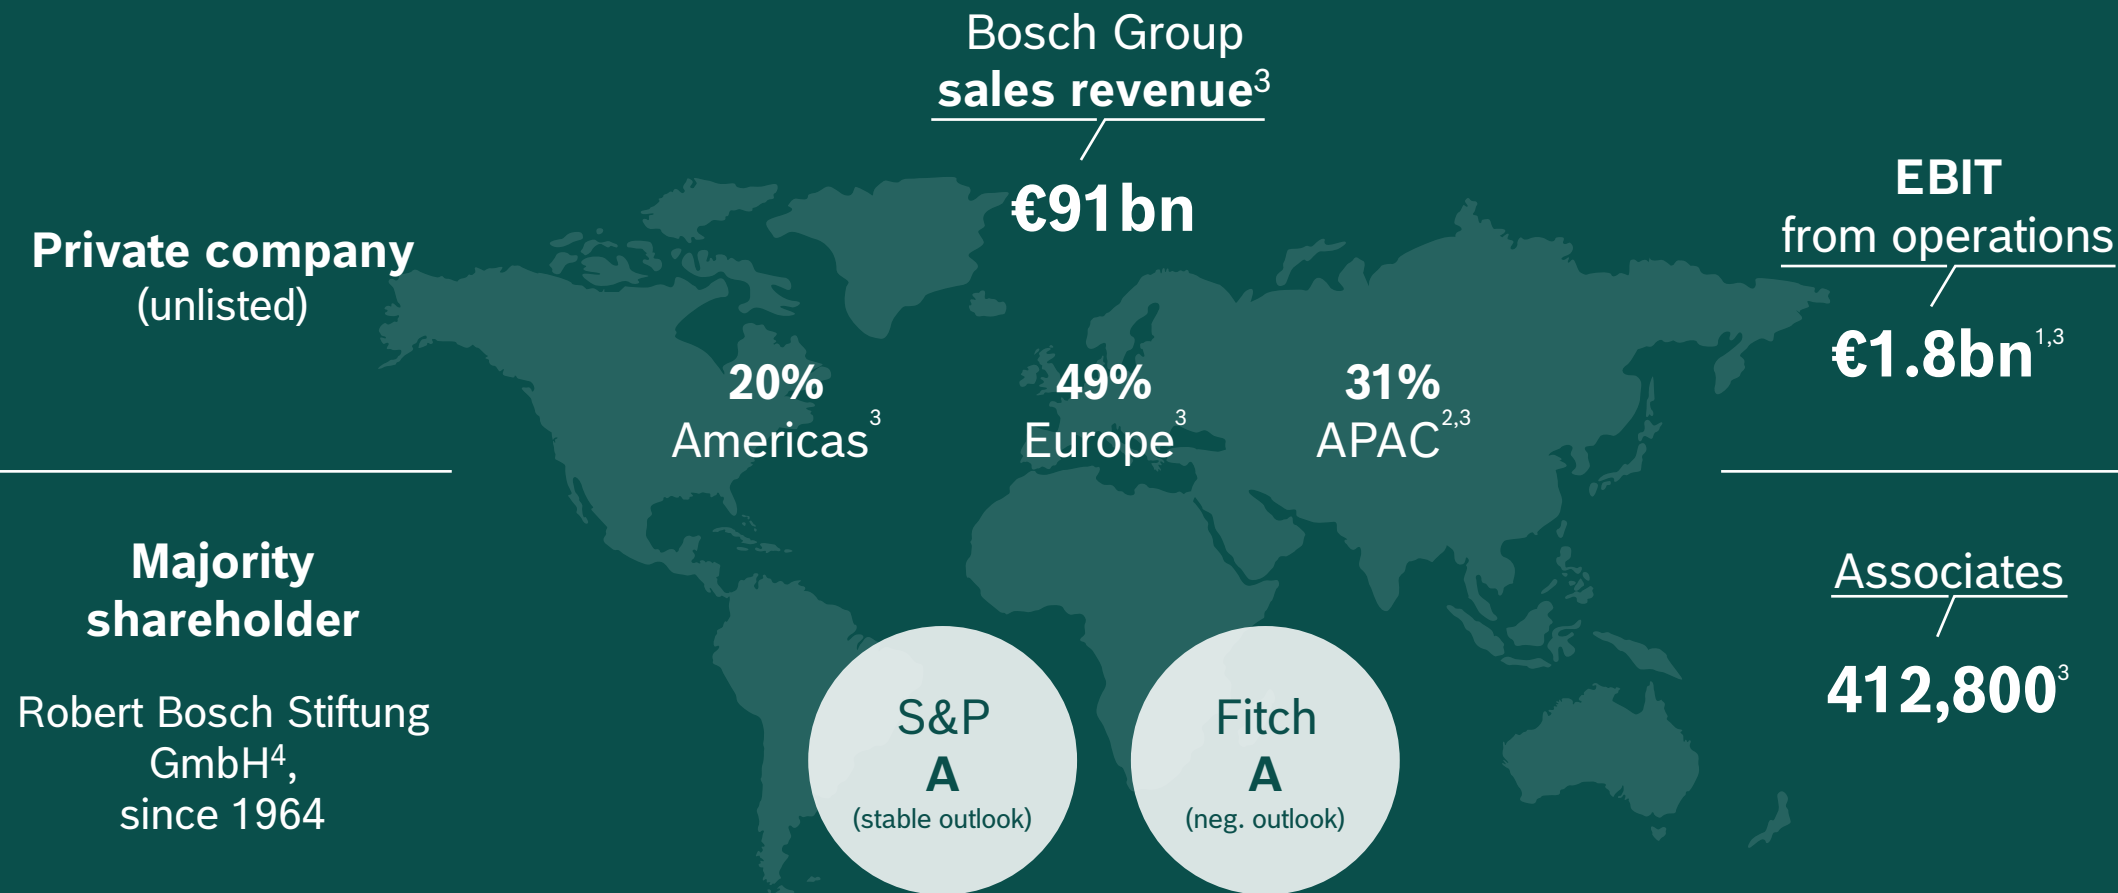 Bosch Group
sales revenue³
€91bn
Private company
(unlisted)
EBIT
from operations
€1.8bn¹,³
20%
Americas³
49%
Europe³
31%
APAC²,³
Majority
shareholder
Robert Bosch Stiftung
GmbH⁴,
since 1964
Associates
412,800³
S&P
A
(stable outlook)
Fitch
A
(neg. outlook)